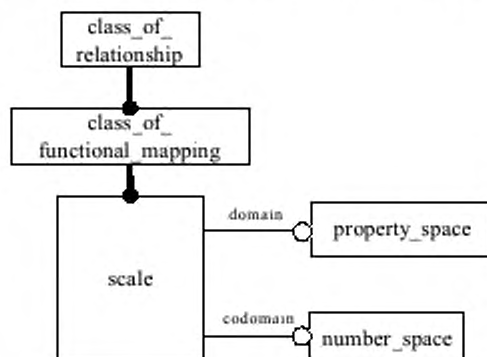 class_of_
relationship
class_of_
functional_mapping
domain
property_space
scale
codomain
number_space